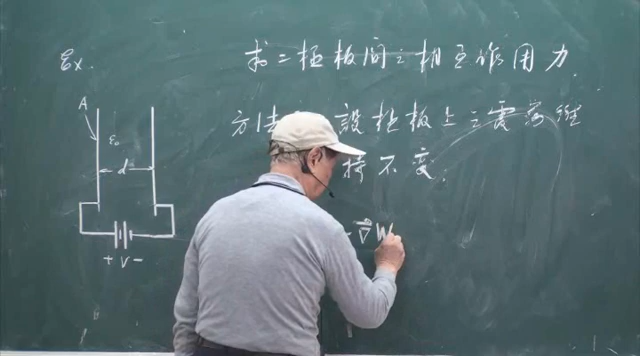 Ex. 求二極板間之相互作用力
方法 設極板上之電荷維
持不變
-∇W
A
ε₀
d
+ V -